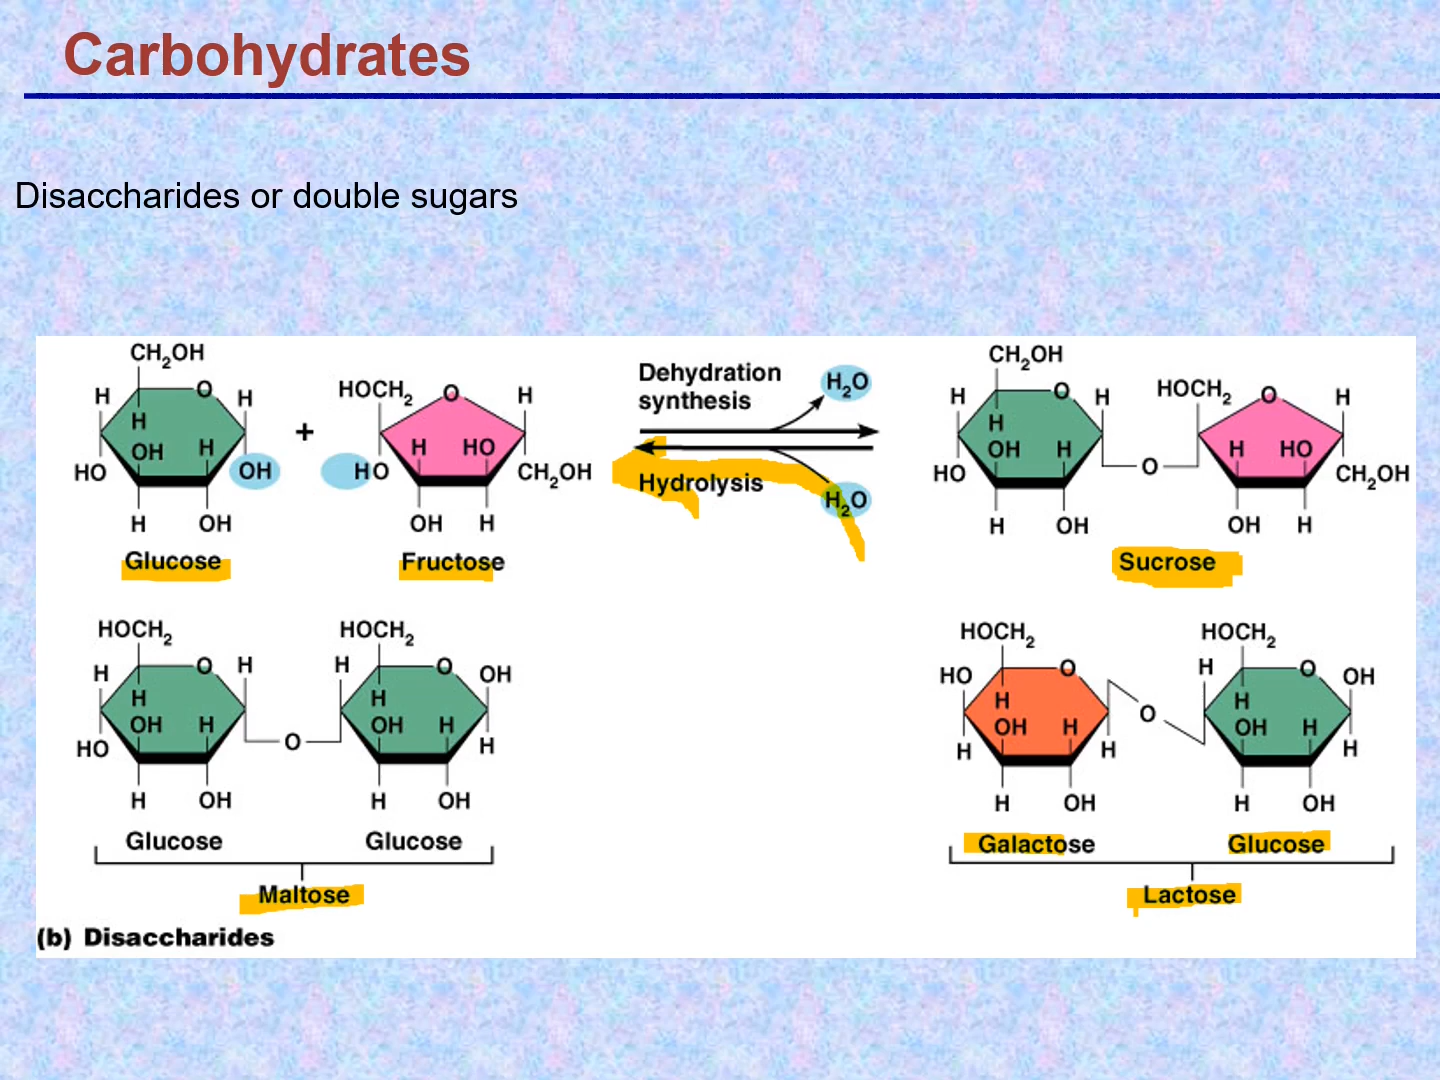 Carbohydrates
Disaccharides or double sugars
CH2OH
H O H
H
OH H
HO OH
H OH
Glucose
+
HOCH2 O H
H HO
HO CH2OH
OH H
Fructose
Dehydration
synthesis
H2O
Hydrolysis
H2O
CH2OH
H O H
H
OH H
HO
H OH
O
HOCH2 O H
H HO
CH2OH
OH H
Sucrose
HOCH2
H O H
H
OH H
HO
H OH
Glucose
O
HOCH2
H O OH
H
OH H
H
H OH
Glucose
Maltose
HOCH2
HO O
H
OH H
H H
H OH
Galactose
O
HOCH2
H O OH
H
OH H
H
H OH
Glucose
Lactose
(b) Disaccharides